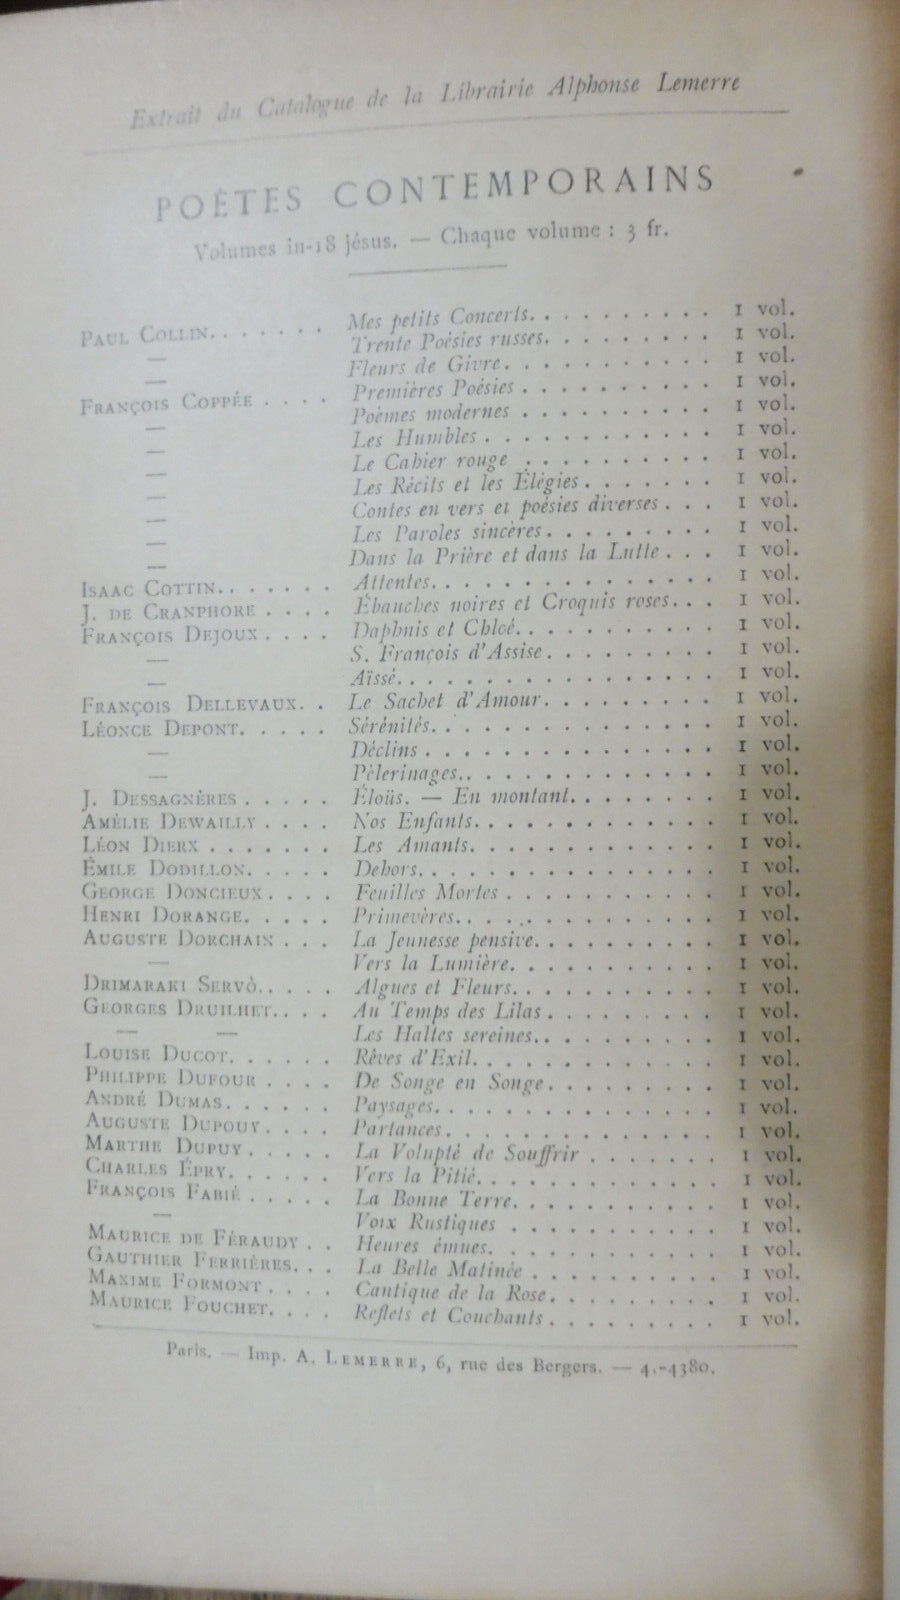 Extrait du Catalogue de la Librairie Alphonse Lemerre
POÈTES CONTEMPORAINS
Volumes in-18 jésus. — Chaque volume : 3 fr.
PAUL COLLIN. . . . . . . Mes petits Concerts. . . . . . . . . . 1 vol.
— Trente Poésies russes. . . . . . . . . 1 vol.
— Fleurs de Givre. . . . . . . . . . . 1 vol.
FRANÇOIS COPPÉE . . . . Premières Poésies . . . . . . . . . . 1 vol.
— Poèmes modernes . . . . . . . . . . 1 vol.
— Les Humbles . . . . . . . . . . . . 1 vol.
— Le Cahier rouge . . . . . . . . . . 1 vol.
— Les Récits et les Élégies . . . . . . . 1 vol.
— Contes en vers et poésies diverses . . . 1 vol.
— Les Paroles sincères. . . . . . . . . 1 vol.
— Dans la Prière et dans la Lutte . . . 1 vol.
ISAAC COTTIN. . . . . . . Attentes. . . . . . . . . . . . . . . 1 vol.
J. DE CRANPHORE . . . . Ébauches noires et Croquis roses. . . 1 vol.
FRANÇOIS DEJOUX . . . . Daphnis et Chloé. . . . . . . . . . . 1 vol.
— S. François d'Assise . . . . . . . . . 1 vol.
— Aïssé. . . . . . . . . . . . . . . . . 1 vol.
FRANÇOIS DELLEVAUX. . Le Sachet d'Amour. . . . . . . . . 1 vol.
LÉONCE DEPONT. . . . . Sérénités. . . . . . . . . . . . . . . 1 vol.
— Déclins . . . . . . . . . . . . . . . 1 vol.
— Pèlerinages. . . . . . . . . . . . . . 1 vol.
J. DESSAGNÈRES . . . . . Éloüs. — En montant. . . . . . . . 1 vol.
AMÉLIE DEWAILLY . . . . Nos Enfants. . . . . . . . . . . . . 1 vol.
LÉON DIERX . . . . . . . Les Amants. . . . . . . . . . . . . 1 vol.
ÉMILE DODILLON. . . . . Dehors. . . . . . . . . . . . . . . . 1 vol.
GEORGE DONCIEUX . . . . Feuilles Mortes . . . . . . . . . . . 1 vol.
HENRI DORANGE. . . . . Primevères. . . . . . . . . . . . . . 1 vol.
AUGUSTE DORCHAIN . . . La Jeunesse pensive. . . . . . . . . 1 vol.
— Vers la Lumière. . . . . . . . . . . 1 vol.
DRIMARAKI SERVÒ. . . . . Algues et Fleurs. . . . . . . . . . . 1 vol.
GEORGES DRUILHET. . . . Au Temps des Lilas . . . . . . . . . 1 vol.
— — Les Haltes sereines. . . . . . . . . . 1 vol.
LOUISE DUCOT. . . . . . Rêves d'Exil. . . . . . . . . . . . . 1 vol.
PHILIPPE DUFOUR . . . . De Songe en Songe . . . . . . . . . 1 vol.
ANDRÉ DUMAS. . . . . . Paysages. . . . . . . . . . . . . . . 1 vol.
AUGUSTE DUPOUY. . . . Partances. . . . . . . . . . . . . . 1 vol.
MARTHE DUPUY . . . . . La Volupté de Souffrir . . . . . . . 1 vol.
CHARLES ÉPRY. . . . . . Vers la Pitié. . . . . . . . . . . . . 1 vol.
FRANÇOIS FABIÉ . . . . . La Bonne Terre. . . . . . . . . . . 1 vol.
— Voix Rustiques . . . . . . . . . . . 1 vol.
MAURICE DE FÉRAUDY . . Heures émues. . . . . . . . . . . . 1 vol.
GAUTHIER FERRIÈRES. . . La Belle Matinée . . . . . . . . . . 1 vol.
MAXIME FORMONT . . . . Cantique de la Rose. . . . . . . . . 1 vol.
MAURICE FOUCHET. . . . Reflets et Couchants . . . . . . . . . 1 vol.
Paris. — Imp. A. LEMERRE, 6, rue des Bergers. — 4.-4380.